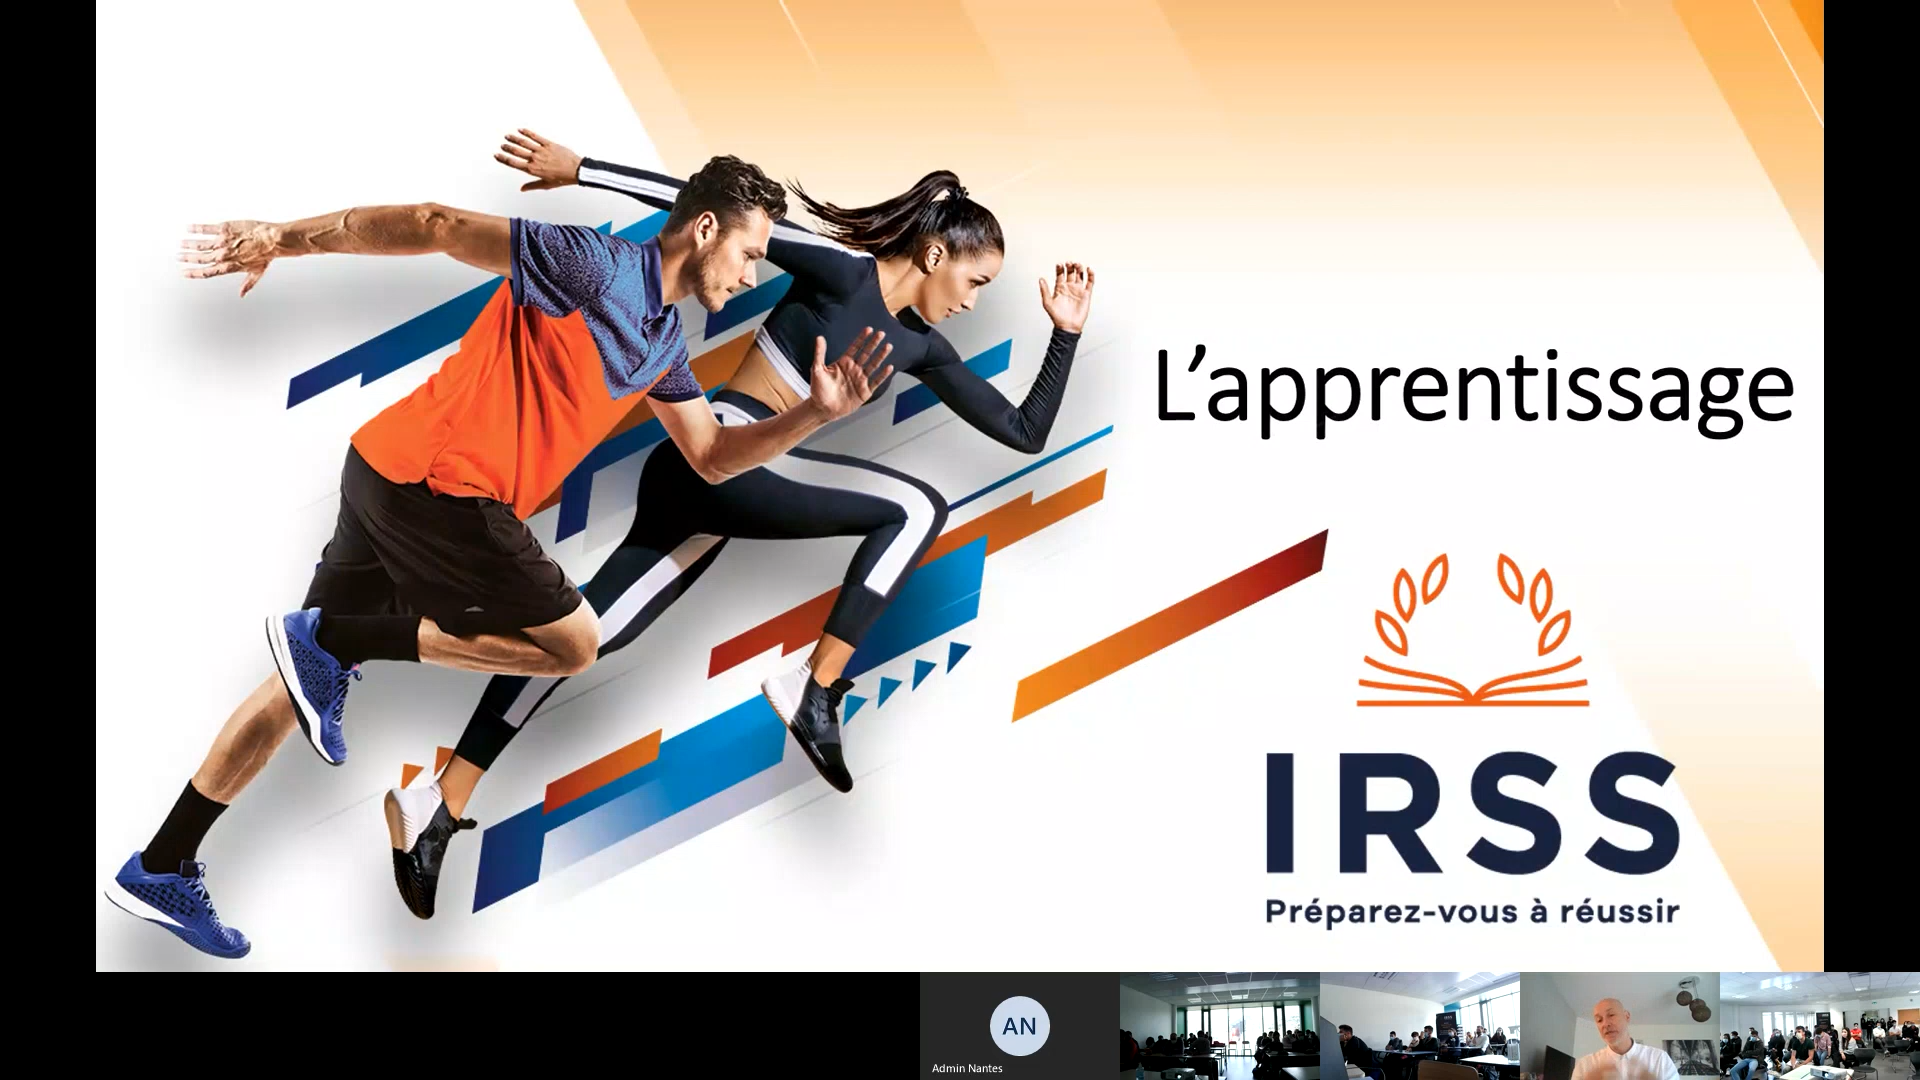 L’apprentissage
IRSS
Préparez-vous à réussir
AN
Admin Nantes